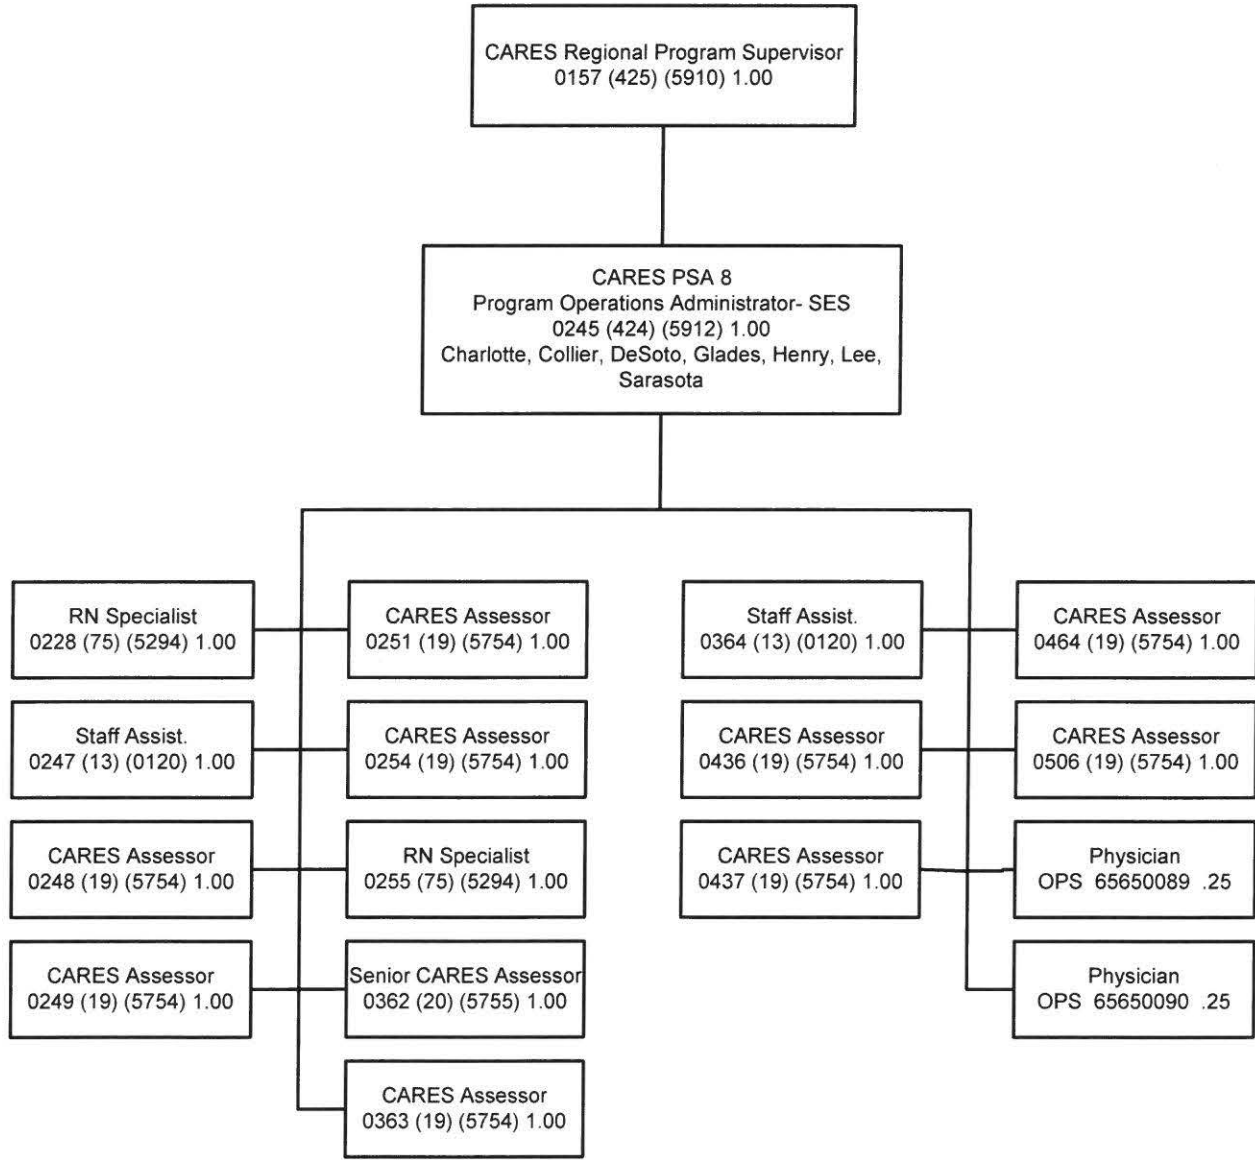 CARES Regional Program Supervisor
0157 (425) (5910) 1.00
CARES PSA 8
Program Operations Administrator- SES
0245 (424) (5912) 1.00
Charlotte, Collier, DeSoto, Glades, Henry, Lee,
Sarasota
RN Specialist
0228 (75) (5294) 1.00
CARES Assessor
0251 (19) (5754) 1.00
Staff Assist.
0364 (13) (0120) 1.00
CARES Assessor
0464 (19) (5754) 1.00
Staff Assist.
0247 (13) (0120) 1.00
CARES Assessor
0254 (19) (5754) 1.00
CARES Assessor
0436 (19) (5754) 1.00
CARES Assessor
0506 (19) (5754) 1.00
CARES Assessor
0248 (19) (5754) 1.00
RN Specialist
0255 (75) (5294) 1.00
CARES Assessor
0437 (19) (5754) 1.00
Physician
OPS 65650089 .25
CARES Assessor
0249 (19) (5754) 1.00
Senior CARES Assessor
0362 (20) (5755) 1.00
Physician
OPS 65650090 .25
CARES Assessor
0363 (19) (5754) 1.00